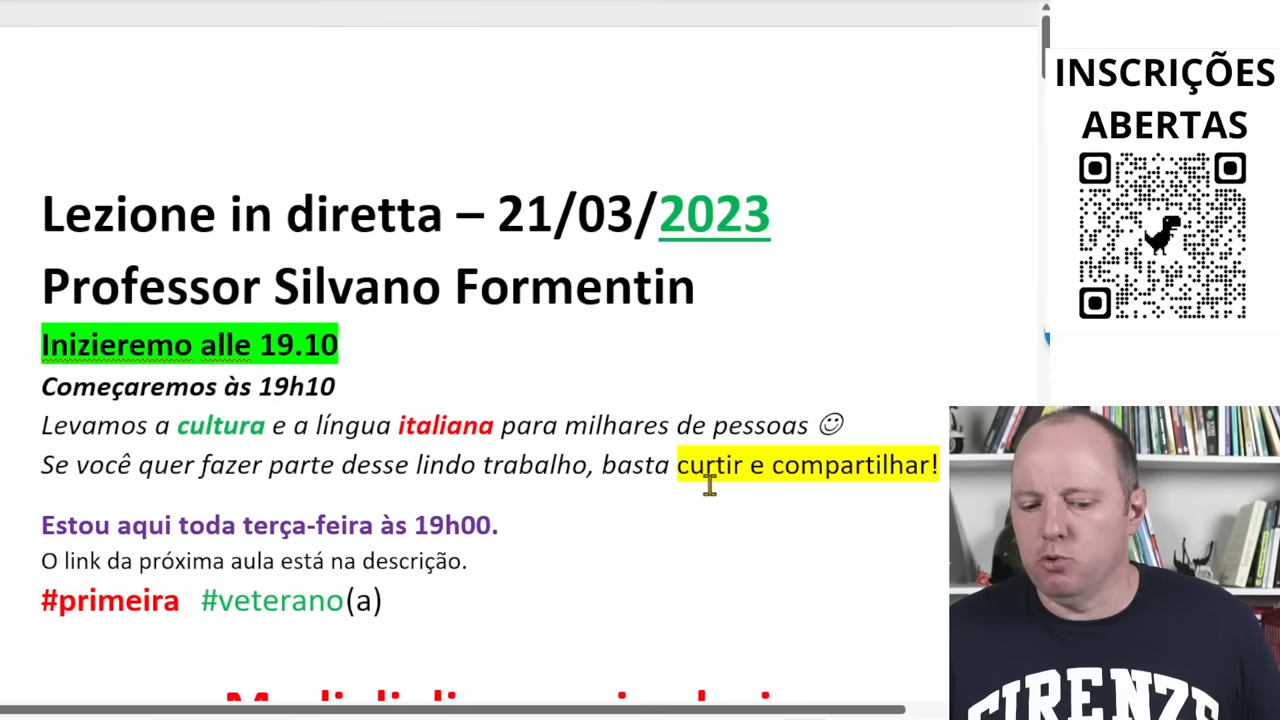 Lezione in diretta – 21/03/2023
Professor Silvano Formentin
Inizieremo alle 19.10
Começaremos às 19h10
Levamos a cultura e a língua italiana para milhares de pessoas ☺
Se você quer fazer parte desse lindo trabalho, basta curtir e compartilhar!
Estou aqui toda terça-feira às 19h00.
O link da próxima aula está na descrição.
#primeira #veterano(a)
INSCRIÇÕES
ABERTAS
FIRENZE